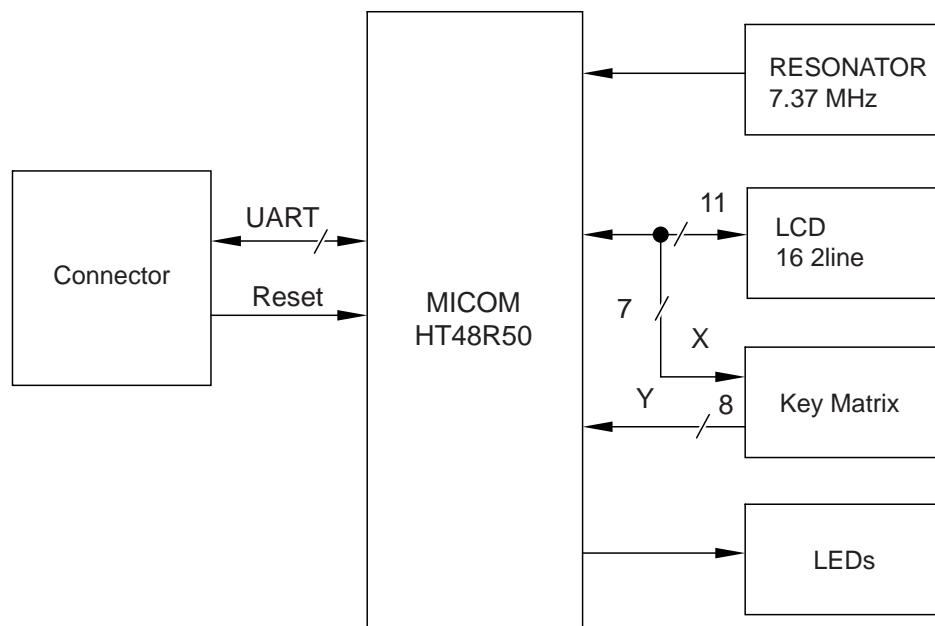 RESONATOR
7.37 MHz
11
UART
LCD
16 2line
Connector
Reset
MICOM
HT48R50
7
X
Y
8
Key Matrix
LEDs